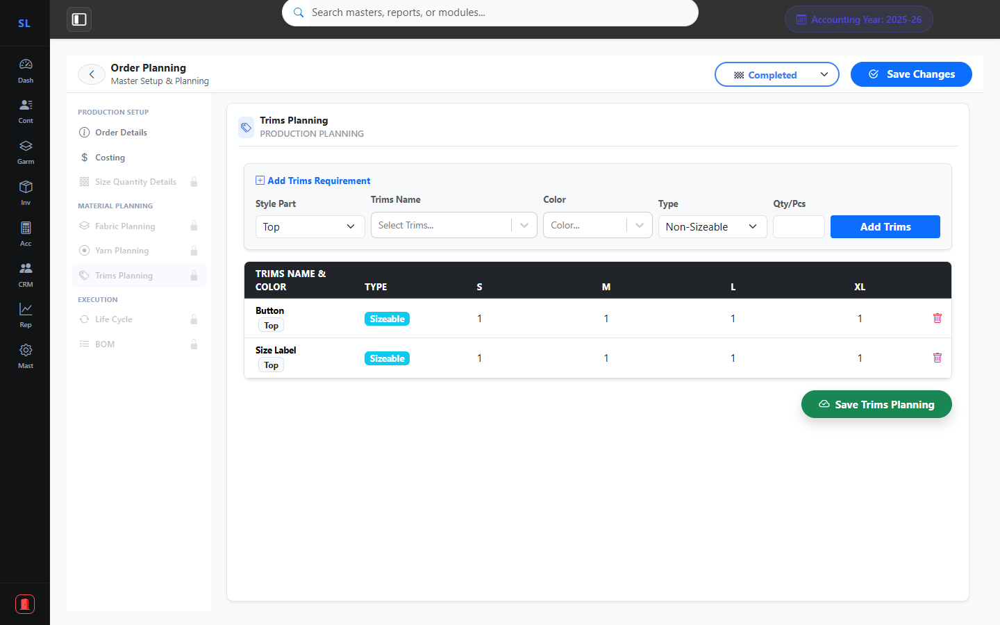 SL
Search masters, reports, or modules...
Accounting Year: 2025-26
Dash
Cont
Garm
Inv
Acc
CRM
Rep
Mast
Order Planning
Master Setup & Planning
Completed
Save Changes
PRODUCTION SETUP
Order Details
Costing
Size Quantity Details
MATERIAL PLANNING
Fabric Planning
Yarn Planning
Trims Planning
EXECUTION
Life Cycle
BOM
Trims Planning
PRODUCTION PLANNING
Add Trims Requirement
Style Part
Trims Name
Color
Type
Qty/Pcs
Top
Select Trims...
Color...
Non-Sizeable
Add Trims
TRIMS NAME & COLOR TYPE S M L XL
Button
Top
Sizeable 1 1 1 1
Size Label
Top
Sizeable 1 1 1 1
Save Trims Planning